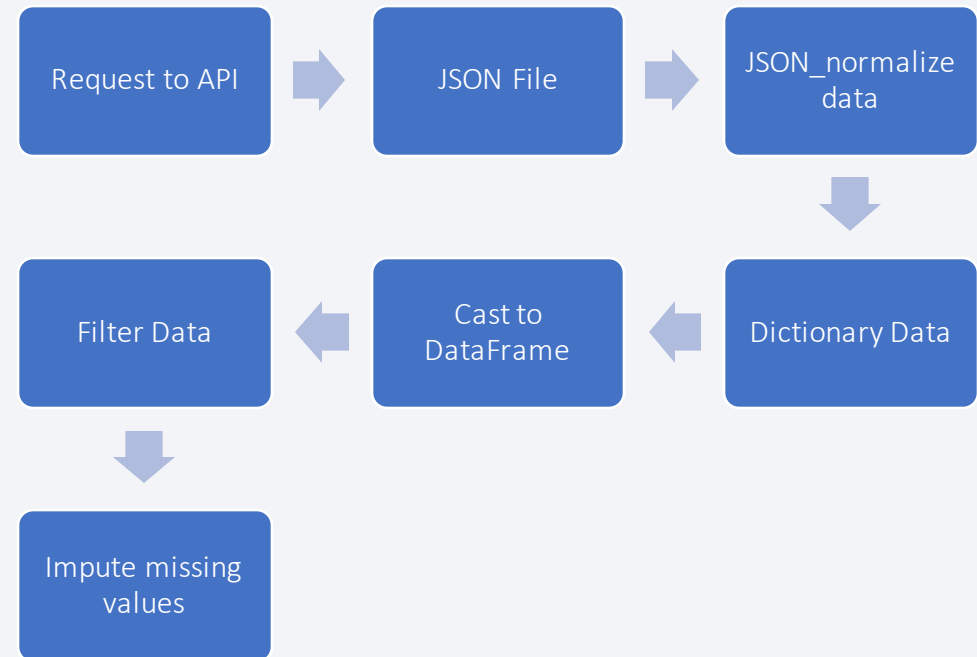 Request to API
JSON File
JSON_normalize
data
Dictionary Data
Cast to
DataFrame
Filter Data
Impute missing
values